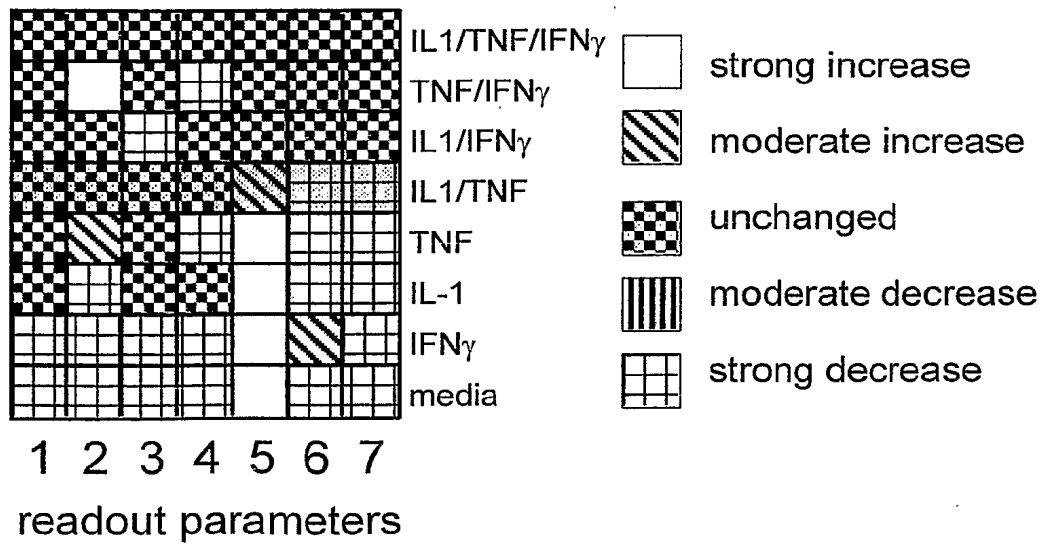 IL1/TNF/IFNγ
TNF/IFNγ
IL1/IFNγ
IL1/TNF
TNF
IL-1
IFNγ
media
1 2 3 4 5 6 7
readout parameters
strong increase
moderate increase
unchanged
moderate decrease
strong decrease